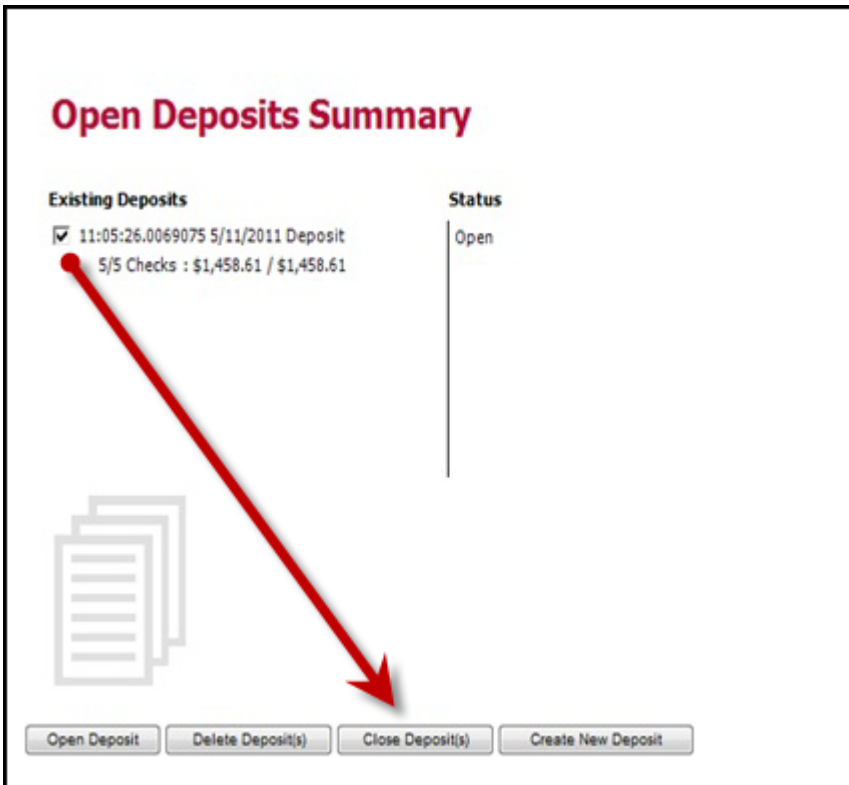 Open Deposits Summary
Existing Deposits Status
11:05:26.0069075 5/11/2011 Deposit Open
5/5 Checks : $1,458.61 / $1,458.61
Open Deposit Delete Deposit(s) Close Deposit(s) Create New Deposit